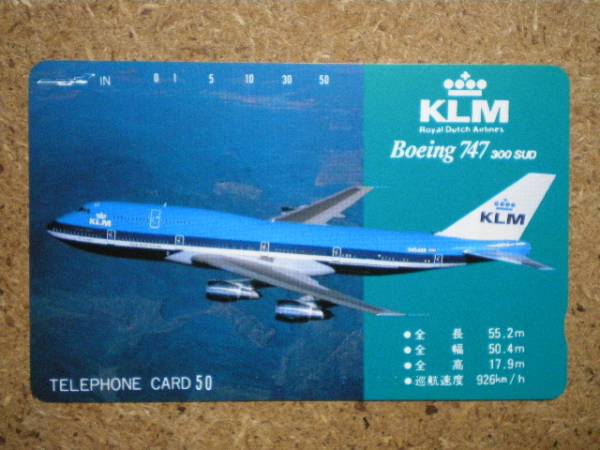 IN 0 1 5 10 30 50
KLM
Royal Dutch Airlines
Boeing 747 300 SUD
KLM
KLM
●全 長 55.2m
●全 幅 50.4m
●全 高 17.9m
●巡航速度 926km/h
TELEPHONE CARD 50